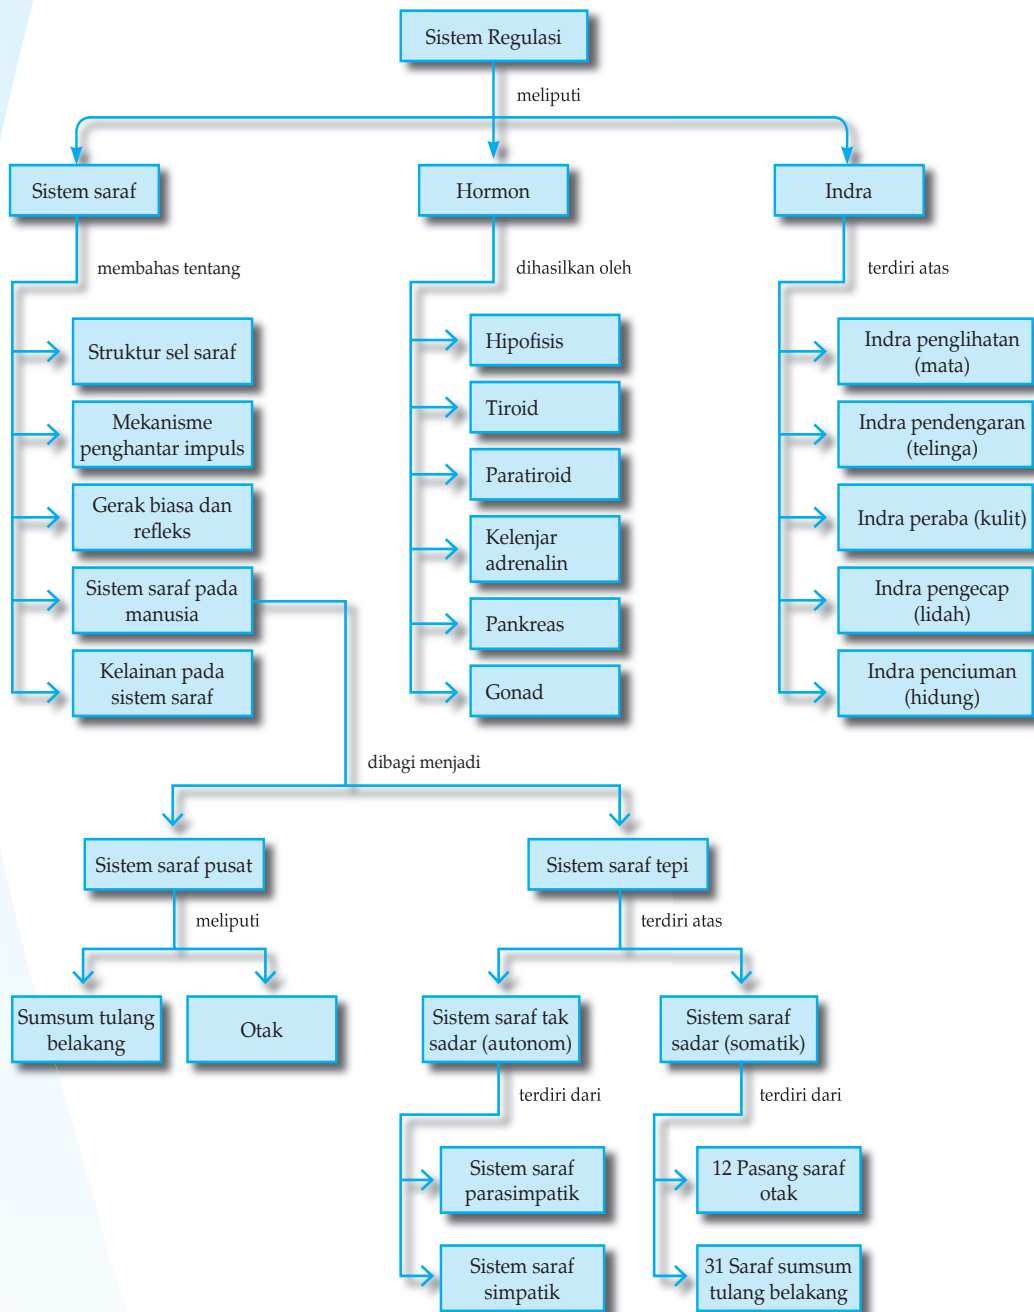 Sistem Regulasi
meliputi
Sistem saraf
Hormon
Indra
membahas tentang
dihasilkan oleh
terdiri atas
Struktur sel saraf
Mekanisme
penghantar impuls
Gerak biasa dan
refleks
Sistem saraf pada
manusia
Kelainan pada
sistem saraf
Hipofisis
Tiroid
Paratiroid
Kelenjar
adrenalin
Pankreas
Gonad
Indra penglihatan
(mata)
Indra pendengaran
(telinga)
Indra peraba (kulit)
Indra pengecap
(lidah)
Indra penciuman
(hidung)
dibagi menjadi
Sistem saraf pusat
Sistem saraf tepi
meliputi
terdiri atas
Sumsum tulang
belakang
Otak
Sistem saraf tak
sadar (autonom)
Sistem saraf
sadar (somatik)
terdiri dari
terdiri dari
Sistem saraf
parasimpatik
Sistem saraf
simpatik
12 Pasang saraf
otak
31 Saraf sumsum
tulang belakang